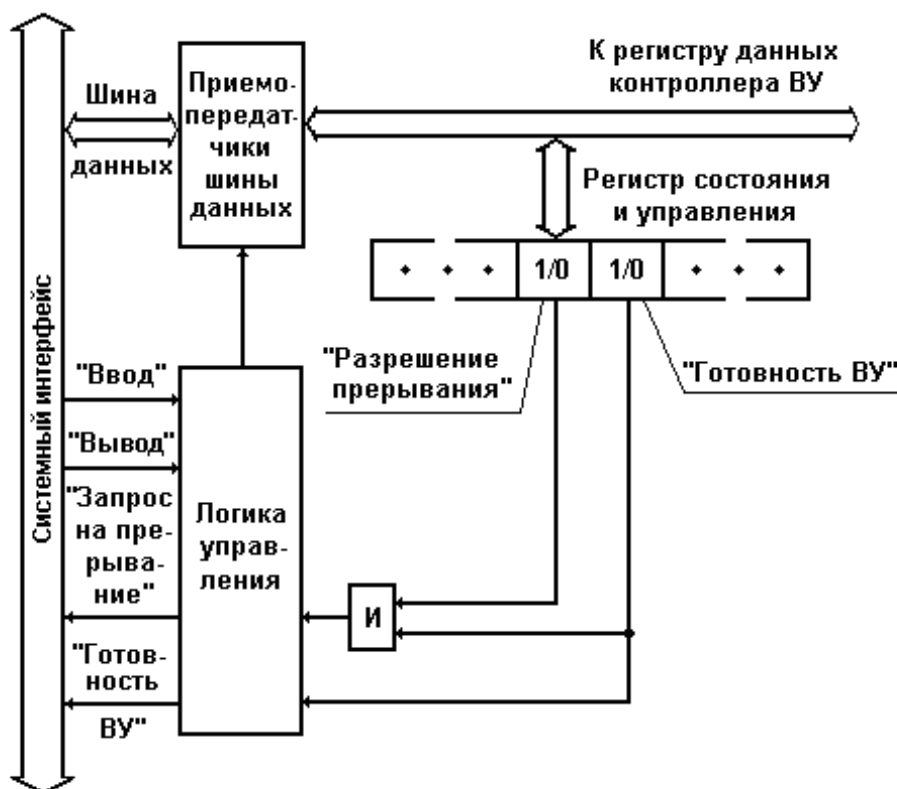 К регистру данных
контроллера ВУ
Приемо-
передат-
чики
шины
данных
Шина
данных
Регистр состояния
и управления
1/0 1/0
"Разрешение
прерывания"
"Готовность ВУ"
Системный интерфейс
"Ввод"
"Вывод"
"Запрос
на пре-
рыва-
ние"
"Готов-
ность
ВУ"
Логика
управ-
ления
И